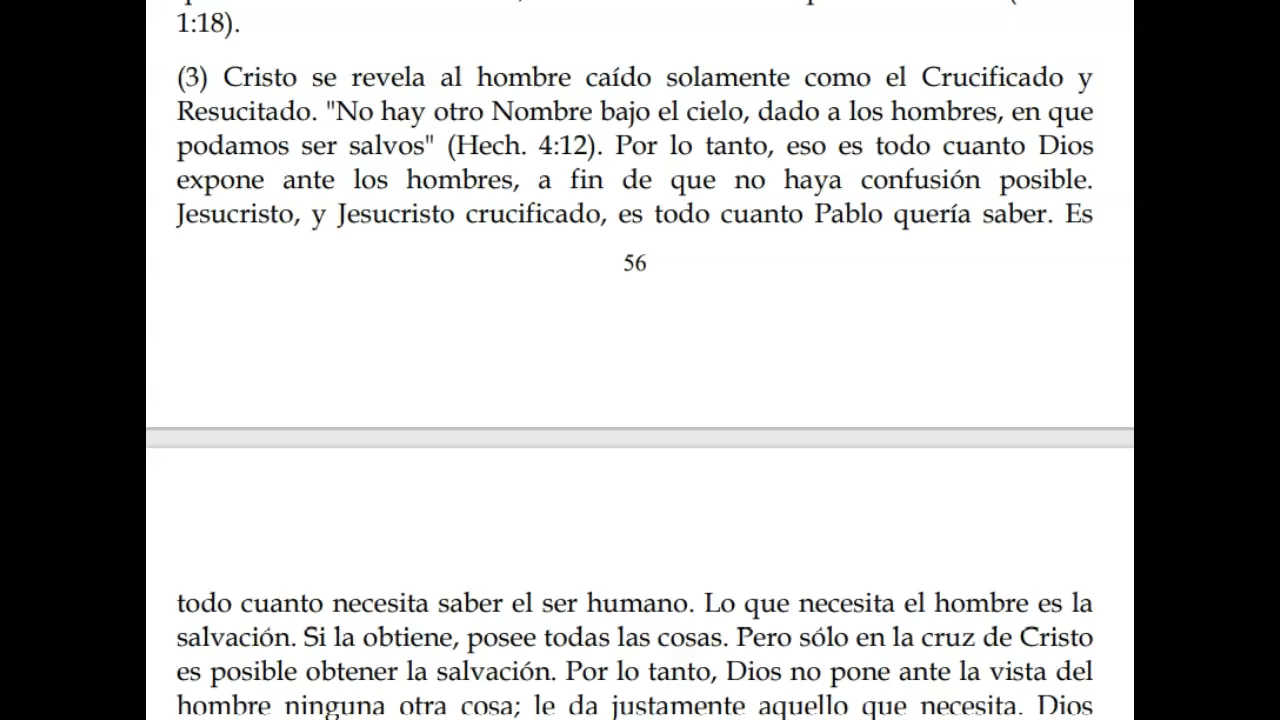 1:18).
(3) Cristo se revela al hombre caído solamente como el Crucificado y
Resucitado. "No hay otro Nombre bajo el cielo, dado a los hombres, en que
podamos ser salvos" (Hech. 4:12). Por lo tanto, eso es todo cuanto Dios
expone ante los hombres, a fin de que no haya confusión posible.
Jesucristo, y Jesucristo crucificado, es todo cuanto Pablo quería saber. Es
56
todo cuanto necesita saber el ser humano. Lo que necesita el hombre es la
salvación. Si la obtiene, posee todas las cosas. Pero sólo en la cruz de Cristo
es posible obtener la salvación. Por lo tanto, Dios no pone ante la vista del
hombre ninguna otra cosa; le da justamente aquello que necesita. Dios